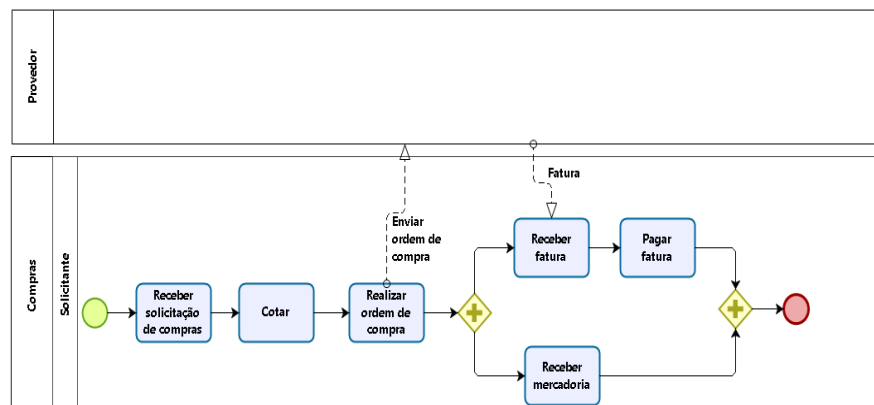 Provedor
Compras
Solicitante
Receber
solicitação
de compras
Cotar
Realizar
ordem de
compra
Enviar
ordem de
compra
Fatura
Receber
fatura
Pagar
fatura
Receber
mercadoria